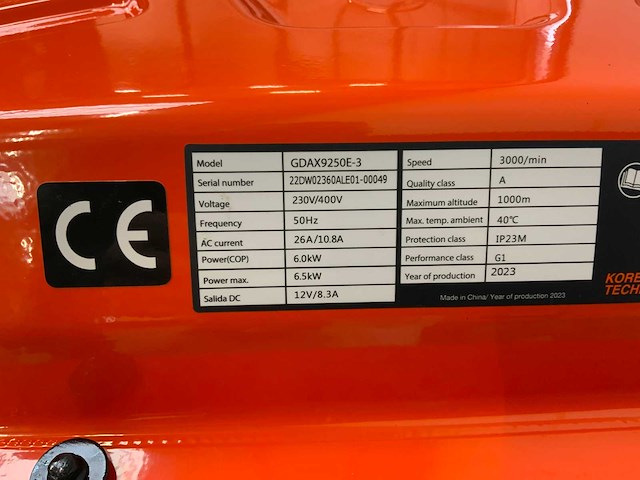 CE
Model GDAX9250E-3
Serial number 22DW02360ALE01-00049
Voltage 230V/400V
Frequency 50Hz
AC current 26A/10.8A
Power(COP) 6.0kW
Power max. 6.5kW
Salida DC 12V/8.3A
Speed 3000/min
Quality class A
Maximum altitude 1000m
Max. temp. ambient 40℃
Protection class IP23M
Performance class G1
Year of production 2023
Made in China/ Year of production 2023